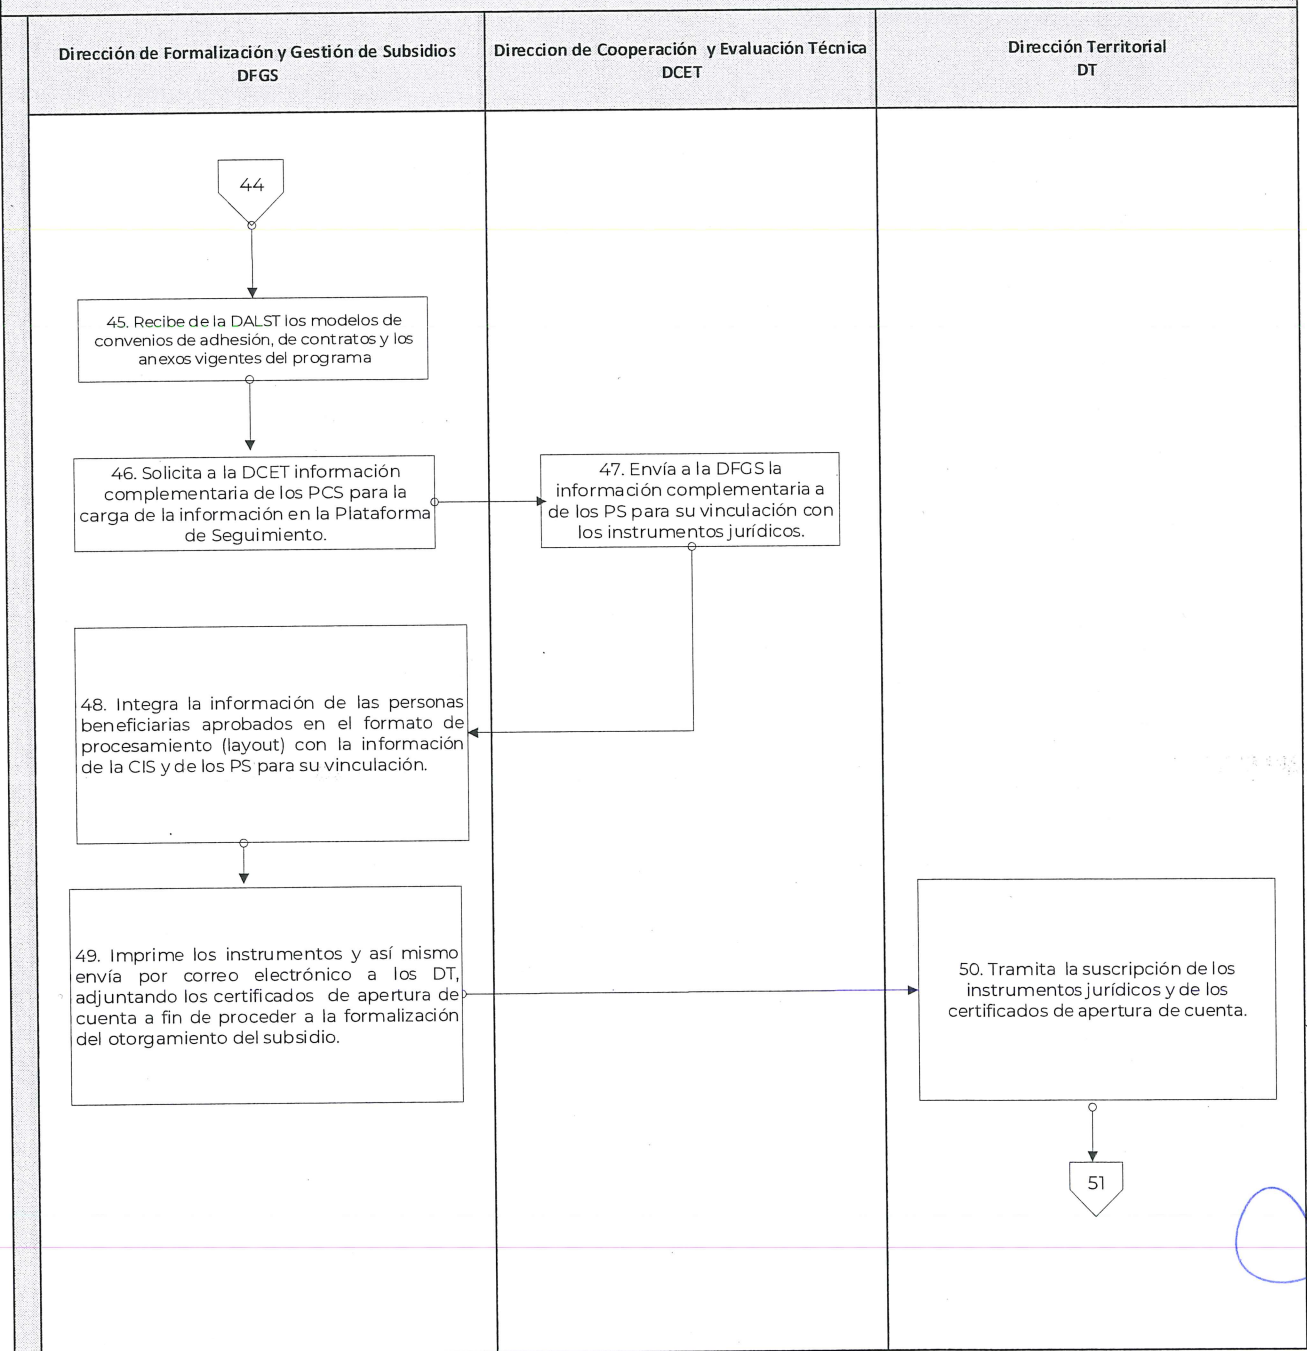 Dirección de Formalización y Gestión de Subsidios
DFGS
Direccion de Cooperación y Evaluación Técnica
DCET
Dirección Territorial
DT
44
45. Recibe de la DALST los modelos de
convenios de adhesión, de contratos y los
anexos vigentes del programa
46. Solicita a la DCET información
complementaria de los PCS para la
carga de la información en la Plataforma
de Seguimiento.
47. Envía a la DFGS la
información complementaria a
de los PS para su vinculación con
los instrumentos jurídicos.
48. Integra la información de las personas
beneficiarias aprobados en el formato de
procesamiento (layout) con la información
de la CIS y de los PS para su vinculación.
49. Imprime los instrumentos y así mismo
envía por correo electrónico a los DT,
adjuntando los certificados de apertura de
cuenta a fin de proceder a la formalización
del otorgamiento del subsidio.
50. Tramita la suscripción de los
instrumentos jurídicos y de los
certificados de apertura de cuenta.
51